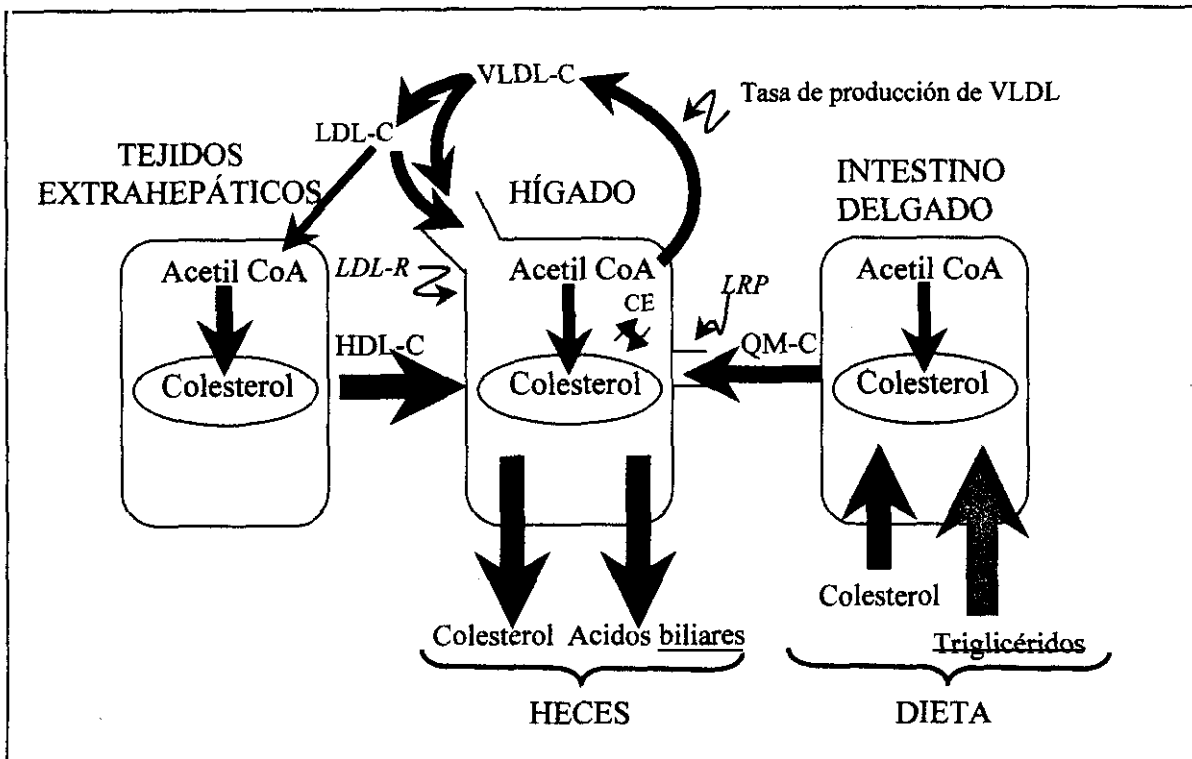 VLDL-C
Tasa de producción de VLDL
LDL-C
TEJIDOS
EXTRAHEPÁTICOS
HÍGADO
INTESTINO
DELGADO
Acetil CoA
LDL-R
Acetil CoA
CE
LRP
Acetil CoA
HDL-C
QM-C
Colesterol
Colesterol
Colesterol
Colesterol
Triglicéridos
Colesterol
Acidos biliares
HECES
DIETA